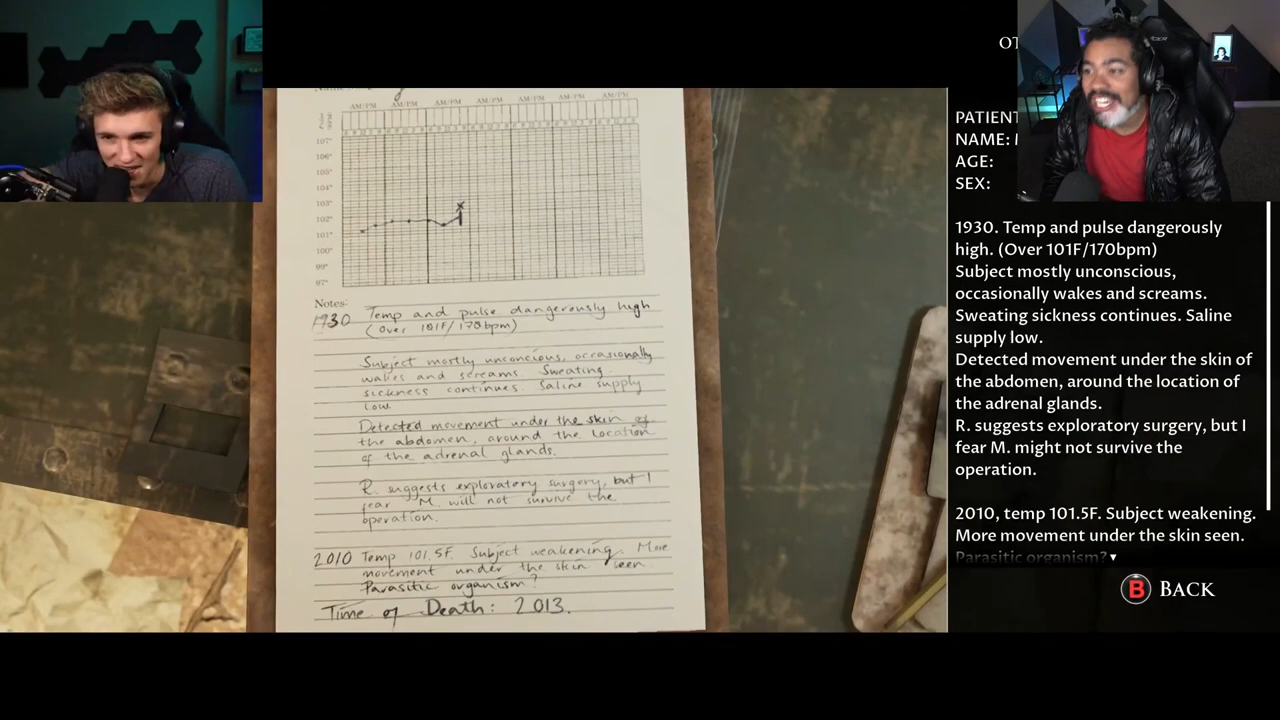 AM/PM AM/PM AM/PM AM/PM AM/PM AM/PM AM/PM
107°
106°
105°
104°
103°
102°
101°
100°
99°
97°
Notes:
1930 Temp and pulse dangerously high
(Over 101F/170bpm)
Subject mostly unconcious, occasionally
wakes and screams. Sweating
sickness continues. Saline supply
low.
Detected movement under the skin of
the abdomen, around the location
of the adrenal glands.
R. suggests exploratory surgery, but I
fear M. will not survive the
operation.
2010 Temp 101.5F. Subject weakening. More
movement under the skin seen.
Parasitic organism?
Time of Death: 2013.
PATIENT
NAME:
AGE:
SEX:
1930. Temp and pulse dangerously
high. (Over 101F/170bpm)
Subject mostly unconscious,
occasionally wakes and screams.
Sweating sickness continues. Saline
supply low.
Detected movement under the skin of
the abdomen, around the location of
the adrenal glands.
R. suggests exploratory surgery, but I
fear M. might not survive the
operation.
2010, temp 101.5F. Subject weakening.
More movement under the skin seen.
Parasitic organism?
B BACK